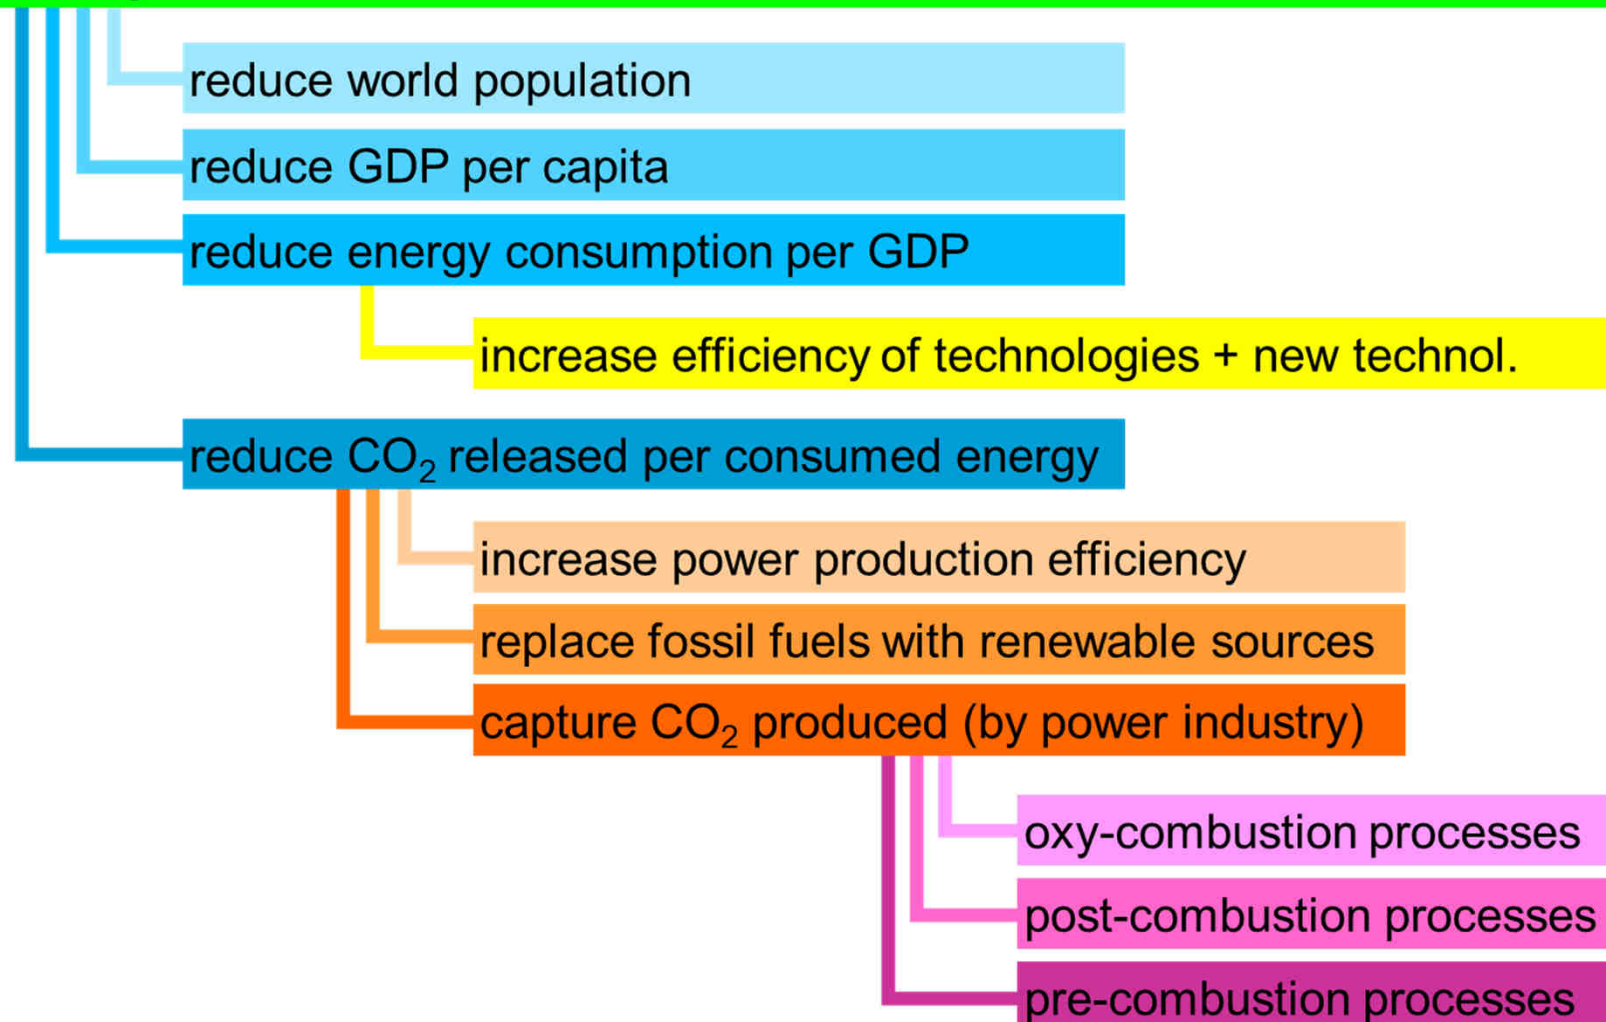 reduce world population
reduce GDP per capita
reduce energy consumption per GDP
increase efficiency of technologies + new technol.
reduce CO₂ released per consumed energy
increase power production efficiency
replace fossil fuels with renewable sources
capture CO₂ produced (by power industry)
oxy-combustion processes
post-combustion processes
pre-combustion processes